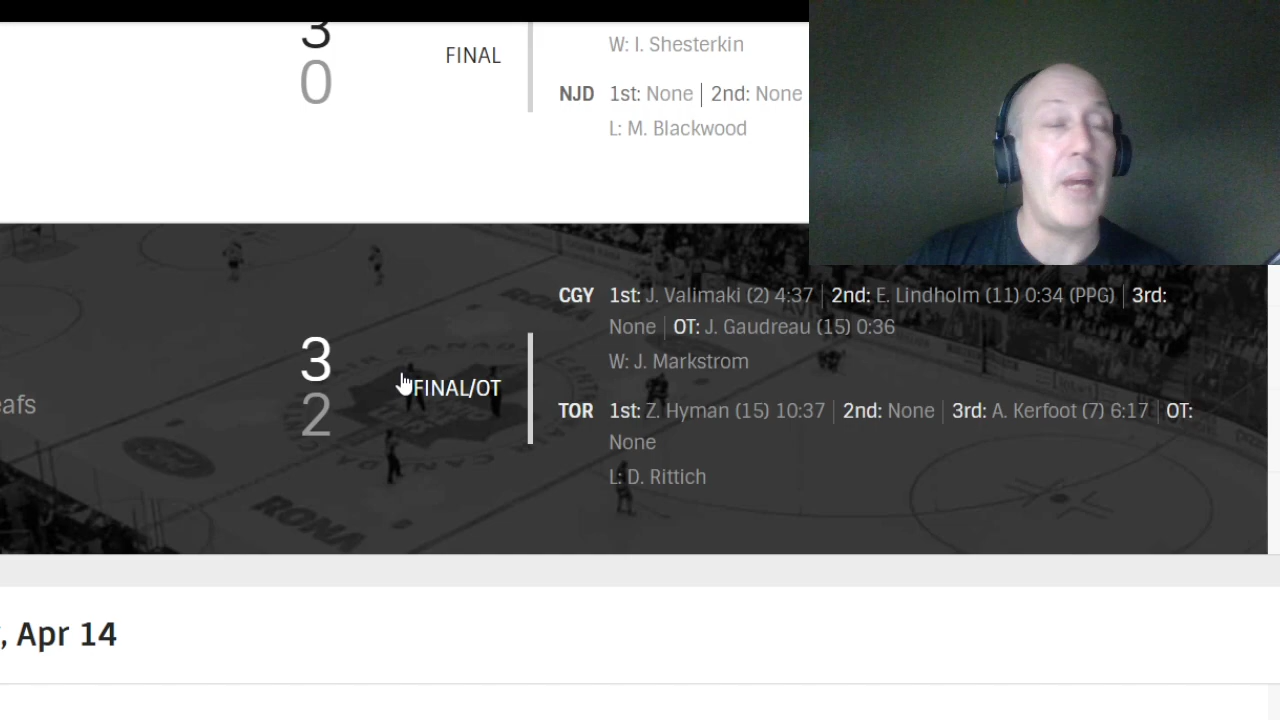 3
0
FINAL
W: I. Shesterkin
NJD 1st: None | 2nd: None
L: M. Blackwood
eafs
3
2
FINAL/OT
CGY 1st: J. Valimaki (2) 4:37 | 2nd: E. Lindholm (11) 0:34 (PPG) | 3rd:
None | OT: J. Gaudreau (15) 0:36
W: J. Markstrom
TOR 1st: Z. Hyman (15) 10:37 | 2nd: None | 3rd: A. Kerfoot (7) 6:17 | OT:
None
L: D. Rittich
RONA
, Apr 14